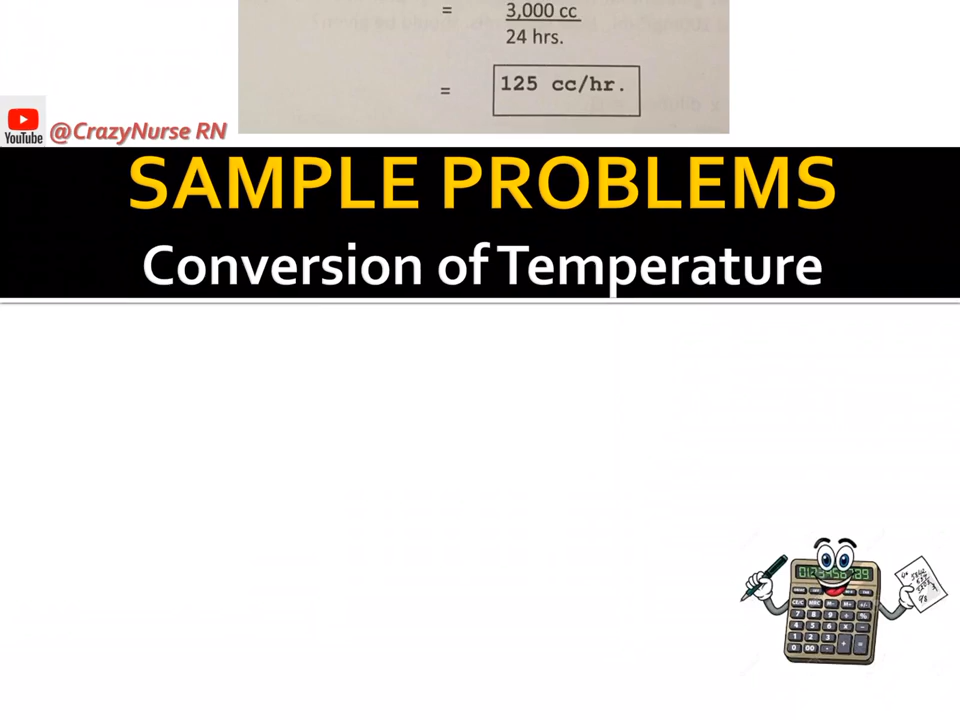 = 3,000 cc
24 hrs.
= 125 cc/hr.
YouTube @CrazyNurse RN
SAMPLE PROBLEMS
Conversion of Temperature